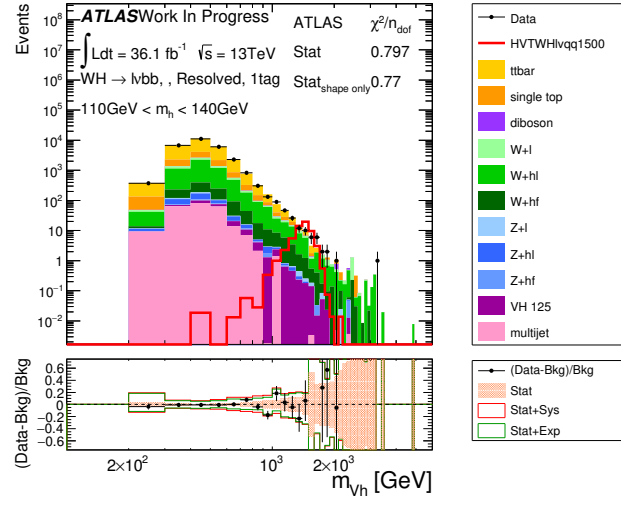 ATLAS Work In Progress
ATLAS χ²/n_dof
∫ Ldt = 36.1 fb⁻¹ √s = 13TeV
Stat 0.797
WH → lvbb, , Resolved, 1tag
Stat_shape only 0.77
110GeV < m_h < 140GeV
Events
10⁸
10⁷
10⁶
10⁵
10⁴
10³
10²
10
1
10⁻¹
10⁻²
Data
HVTWHlvqq1500
ttbar
single top
diboson
W+l
W+hl
W+hf
Z+l
Z+hl
Z+hf
VH 125
multijet
(Data-Bkg)/Bkg
0.6
0.4
0.2
0
-0.2
-0.4
-0.6
(Data-Bkg)/Bkg
Stat
Stat+Sys
Stat+Exp
2×10² 10³ 2×10³
m_Vh [GeV]